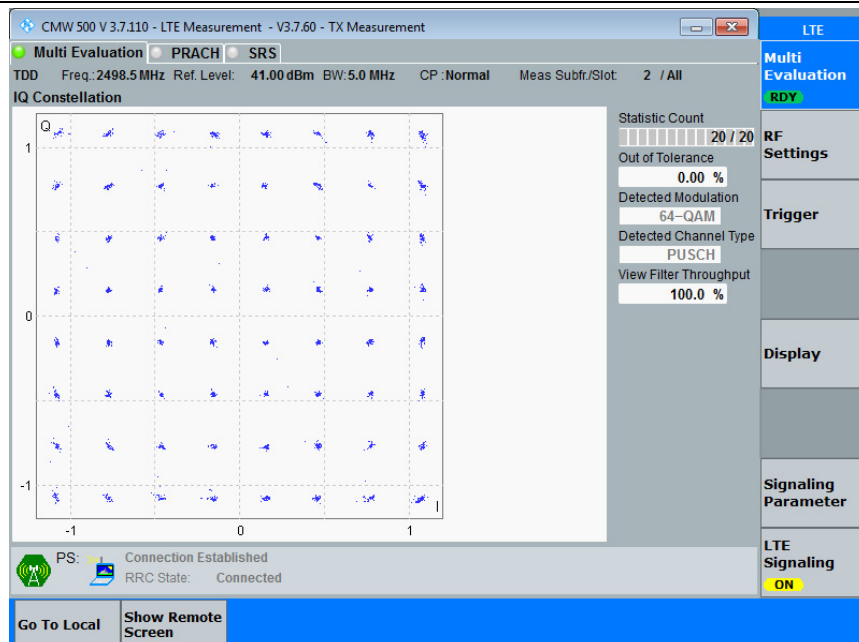 CMW 500 V 3.7.110 - LTE Measurement - V3.7.60 - TX Measurement
LTE
Multi Evaluation PRACH SRS
TDD Freq.: 2498.5 MHz Ref. Level: 41.00 dBm BW: 5.0 MHz CP : Normal Meas Subfr./Slot: 2 / All
IQ Constellation
Q
1
0
-1
I
-1 0 1
Statistic Count
20 / 20
Out of Tolerance
0.00 %
Detected Modulation
64-QAM
Detected Channel Type
PUSCH
View Filter Throughput
100.0 %
Multi
Evaluation
RDY
RF
Settings
Trigger
Display
Signaling
Parameter
LTE
Signaling
ON
PS: Connection Established
RRC State: Connected
Go To Local
Show Remote
Screen